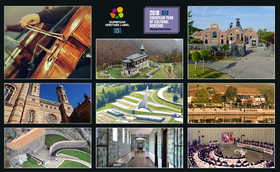 EUROPEAN
HERITAGE LABEL
2018
EUROPEAN YEAR
OF CULTURAL
HERITAGE